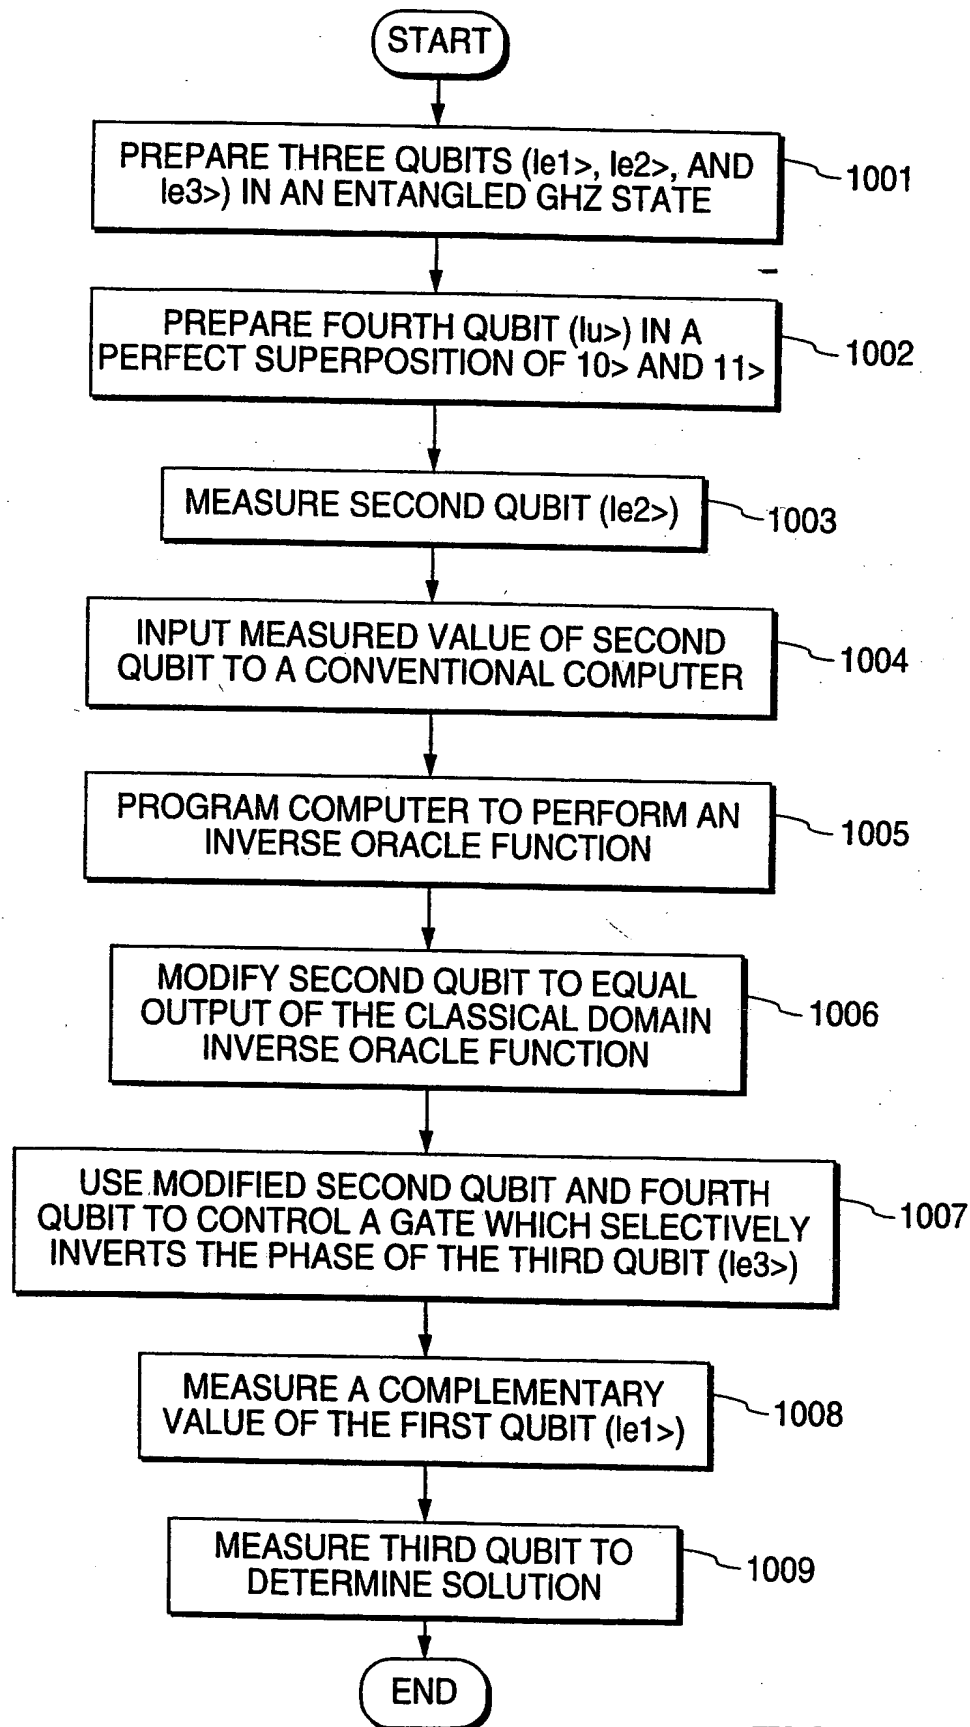 START
PREPARE THREE QUBITS (le1>, le2>, AND
le3>) IN AN ENTANGLED GHZ STATE
1001
PREPARE FOURTH QUBIT (lu>) IN A
PERFECT SUPERPOSITION OF 10> AND 11>
1002
MEASURE SECOND QUBIT (le2>)
1003
INPUT MEASURED VALUE OF SECOND
QUBIT TO A CONVENTIONAL COMPUTER
1004
PROGRAM COMPUTER TO PERFORM AN
INVERSE ORACLE FUNCTION
1005
MODIFY SECOND QUBIT TO EQUAL
OUTPUT OF THE CLASSICAL DOMAIN
INVERSE ORACLE FUNCTION
1006
USE MODIFIED SECOND QUBIT AND FOURTH
QUBIT TO CONTROL A GATE WHICH SELECTIVELY
INVERTS THE PHASE OF THE THIRD QUBIT (le3>)
1007
MEASURE A COMPLEMENTARY
VALUE OF THE FIRST QUBIT (le1>)
1008
MEASURE THIRD QUBIT TO
DETERMINE SOLUTION
1009
END